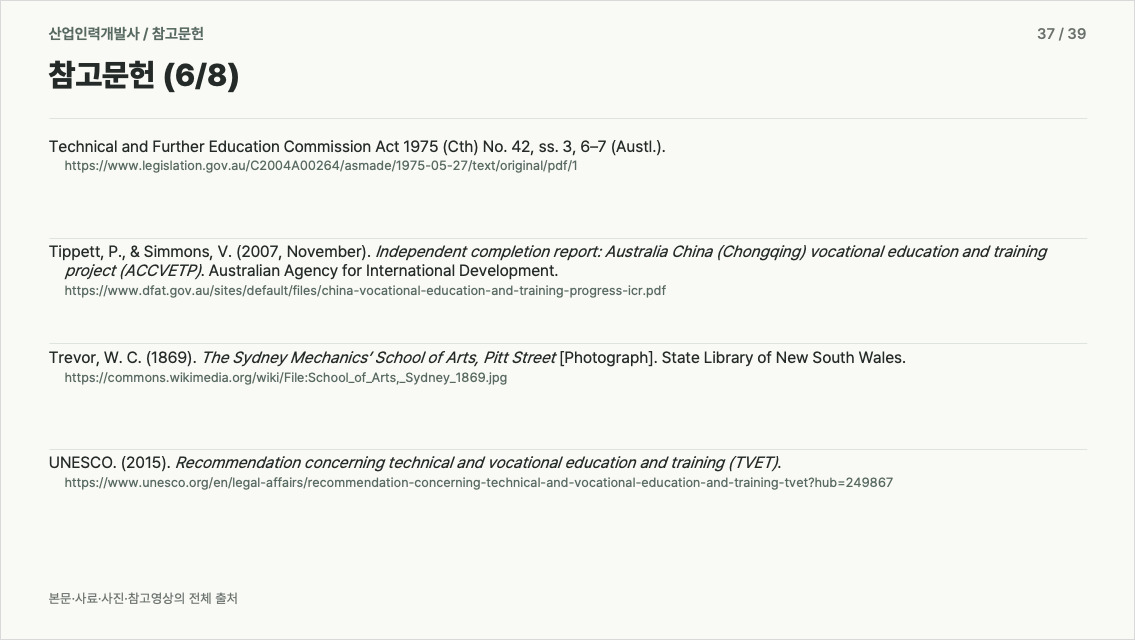 산업인력개발사 / 참고문헌
37 / 39
참고문헌 (6/8)
Technical and Further Education Commission Act 1975 (Cth) No. 42, ss. 3, 6–7 (Austl.).
https://www.legislation.gov.au/C2004A00264/asmade/1975-05-27/text/original/pdf/1
Tippett, P., & Simmons, V. (2007, November). Independent completion report: Australia China (Chongqing) vocational education and training
project (ACCVETP). Australian Agency for International Development.
https://www.dfat.gov.au/sites/default/files/china-vocational-education-and-training-progress-icr.pdf
Trevor, W. C. (1869). The Sydney Mechanics’ School of Arts, Pitt Street [Photograph]. State Library of New South Wales.
https://commons.wikimedia.org/wiki/File:School_of_Arts,_Sydney_1869.jpg
UNESCO. (2015). Recommendation concerning technical and vocational education and training (TVET).
https://www.unesco.org/en/legal-affairs/recommendation-concerning-technical-and-vocational-education-and-training-tvet?hub=249867
본문·사료·사진·참고영상의 전체 출처